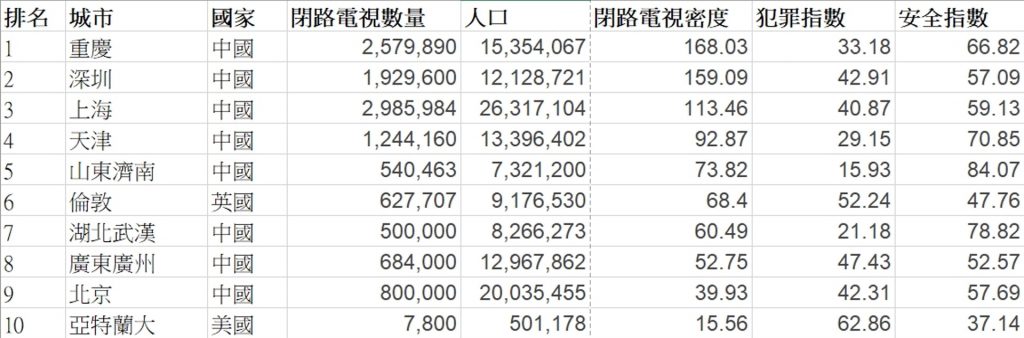 排名 城市 國家 閉路電視數量 人口 閉路電視密度 犯罪指數 安全指數
1 重慶 中國 2,579,890 15,354,067 168.03 33.18 66.82
2 深圳 中國 1,929,600 12,128,721 159.09 42.91 57.09
3 上海 中國 2,985,984 26,317,104 113.46 40.87 59.13
4 天津 中國 1,244,160 13,396,402 92.87 29.15 70.85
5 山東濟南 中國 540,463 7,321,200 73.82 15.93 84.07
6 倫敦 英國 627,707 9,176,530 68.4 52.24 47.76
7 湖北武漢 中國 500,000 8,266,273 60.49 21.18 78.82
8 廣東廣州 中國 684,000 12,967,862 52.75 47.43 52.57
9 北京 中國 800,000 20,035,455 39.93 42.31 57.69
10 亞特蘭大 美國 7,800 501,178 15.56 62.86 37.14